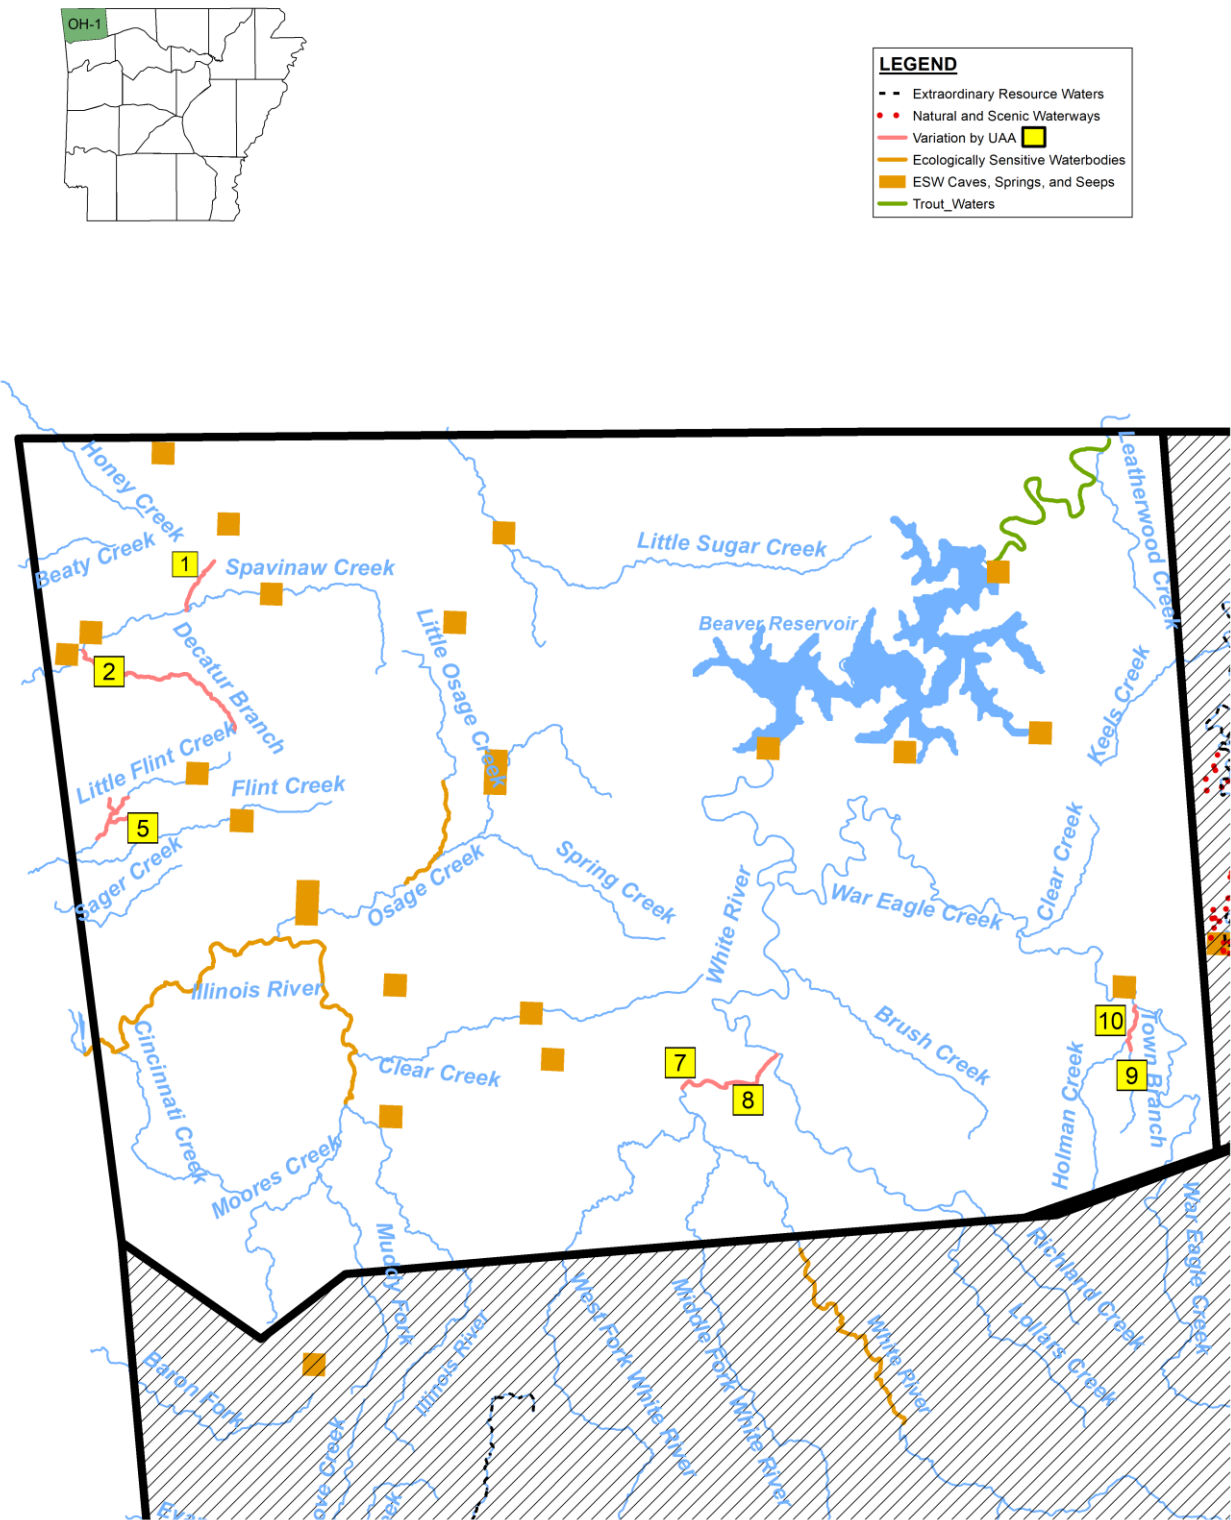 OH-1
LEGEND
Extraordinary Resource Waters
Natural and Scenic Waterways
Variation by UAA
Ecologically Sensitive Waterbodies
ESW Caves, Springs, and Seeps
Trout_Waters
Honey Creek
Leatherwood Creek
Beaty Creek
1
Spavinaw Creek
Little Sugar Creek
Little Osage Creek
Beaver Reservoir
2
Decatur Branch
Keels Creek
Little Flint Creek
Flint Creek
5
Sager Creek
Osage Creek
Spring Creek
White River
War Eagle Creek
Clear Creek
Illinois River
Cincinnati Creek
Clear Creek
Brush Creek
10
7
8
9
Town Branch
Holman Creek
Moores Creek
Muddy Fork
Illinois River
West Fork White River
Middle Fork White River
White River
Richland Creek
Lollars Creek
War Eagle Creek
Baron Fork
ove Creek
eek